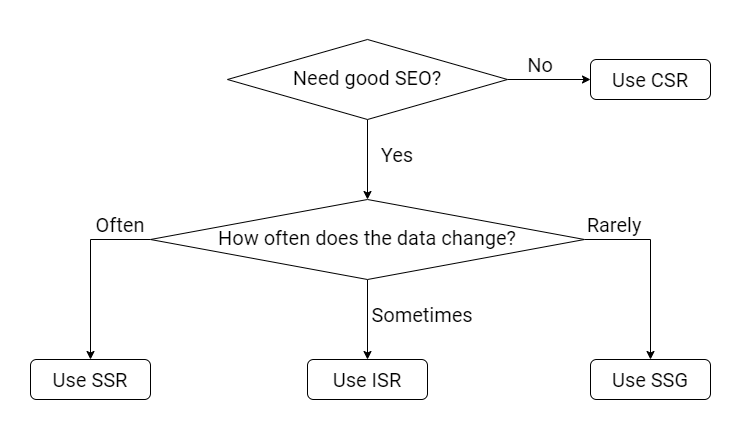 Need good SEO?
No
Use CSR
Yes
Often
How often does the data change?
Rarely
Sometimes
Use SSR
Use ISR
Use SSG